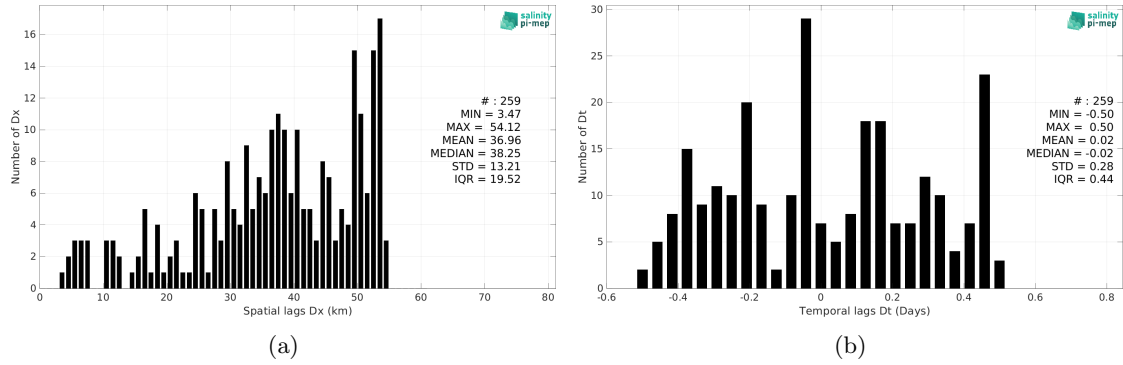 16
14
12
10
8
6
4
2
0
Number of Dx
salinity
pi-mep
# : 259
MIN = 3.47
MAX = 54.12
MEAN = 36.96
MEDIAN = 38.25
STD = 13.21
IQR = 19.52
0 10 20 30 40 50 60 70 80
Spatial lags Dx (km)
(a)
30
25
20
15
10
5
0
Number of Dt
salinity
pi-mep
# : 259
MIN = -0.50
MAX = 0.50
MEAN = 0.02
MEDIAN = -0.02
STD = 0.28
IQR = 0.44
-0.6 -0.4 -0.2 0 0.2 0.4 0.6 0.8
Temporal lags Dt (Days)
(b)